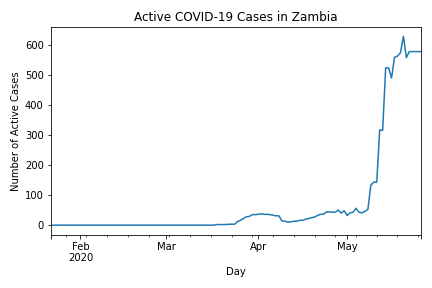 Active COVID-19 Cases in Zambia
Number of Active Cases
600
500
400
300
200
100
0
Feb
2020
Mar
Apr
May
Day